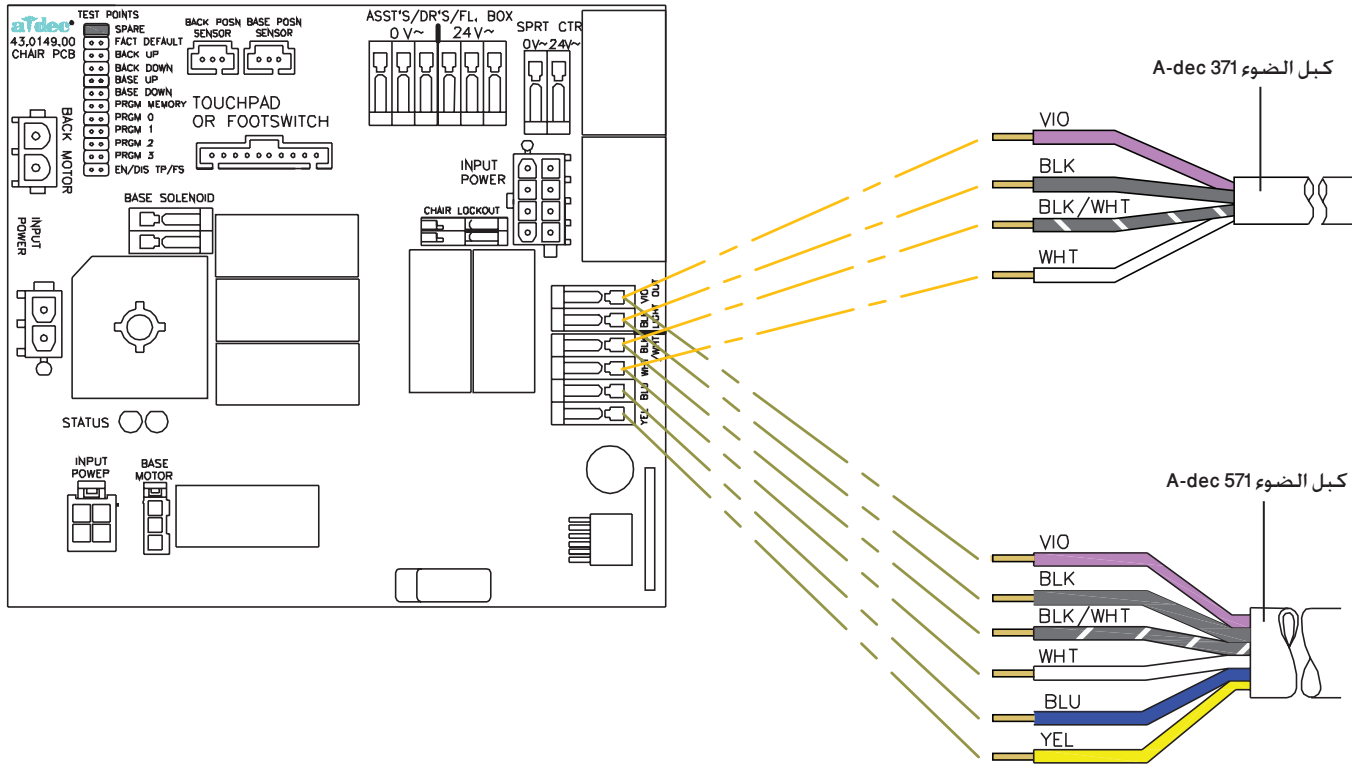 a-dec
43.0149.00
CHAIR PCB
TEST POINTS
SPARE
FACT DEFAULT
BACK UP
BACK DOWN
BASE UP
BASE DOWN
PRGM MEMORY
PRGM 0
PRGM 1
PRGM 2
PRGM 3
EN/DIS TP/FS
BACK POSN
SENSOR
BASE POSN
SENSOR
ASST'S/DR'S/FL. BOX
0V~ 24V~
SPRT CTR
0V~24V~
BACK MOTOR
TOUCHPAD
OR FOOTSWITCH
INPUT
POWER
BASE SOLENOID
CHAIR LOCKOUT
INPUT
POWER
VIO
BLK
LIGHT OUT
BLK
/WHT
WHT
BLU
YEL
STATUS
INPUT
POWEP
BASE
MOTOR
كبل الضوء A-dec 371
VIO
BLK
BLK/WHT
WHT
كبل الضوء A-dec 571
VIO
BLK
BLK/WHT
WHT
BLU
YEL